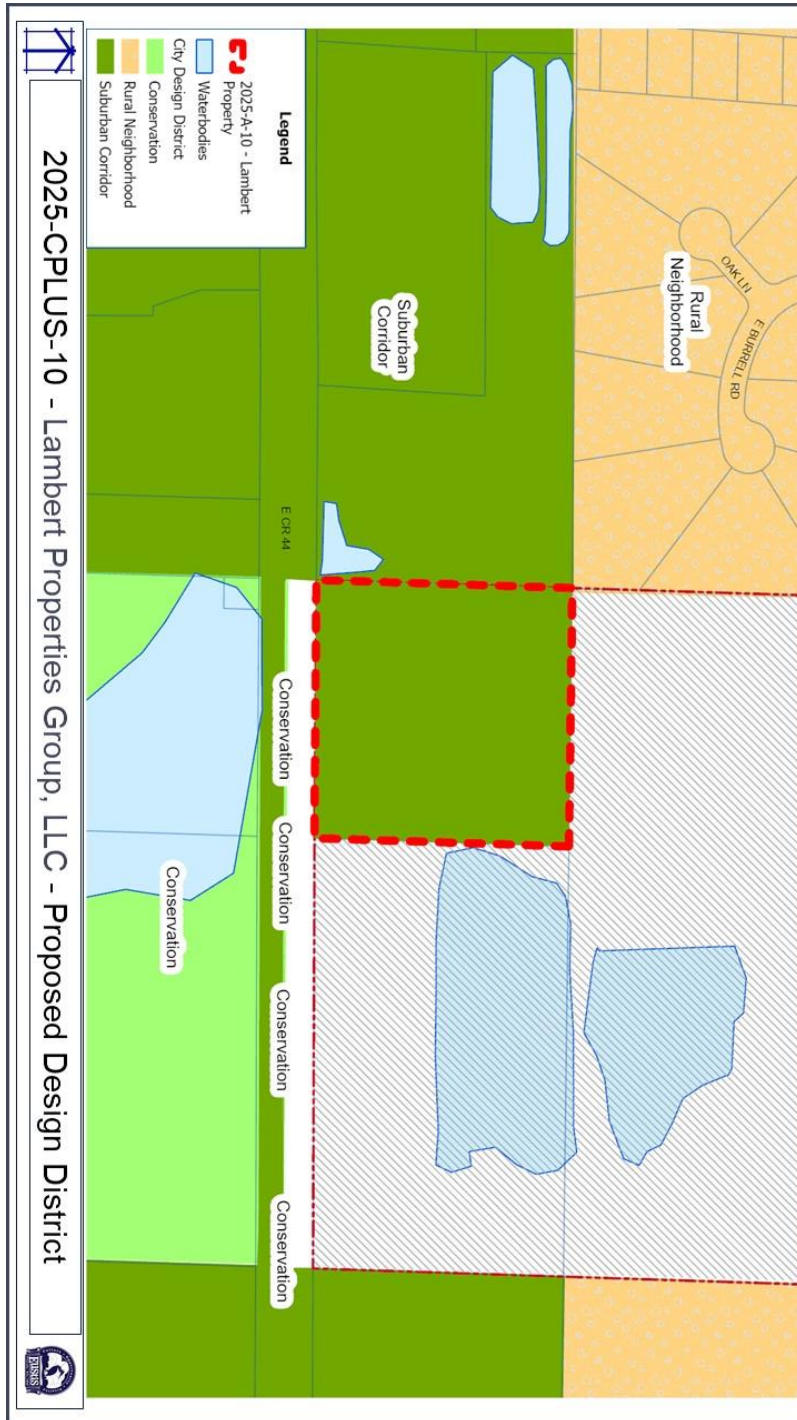 Rural
Neighborhood
OAK LN
E BURRELL RD
Suburban
Corridor
E CR 44
Conservation
Conservation
Conservation
Conservation
Conservation
Legend
2025-A-10 - Lambert
Property
Waterbodies
City Design District
Conservation
Rural Neighborhood
Suburban Corridor
2025-CPLUS-10 - Lambert Properties Group, LLC - Proposed Design District
EUSTIS